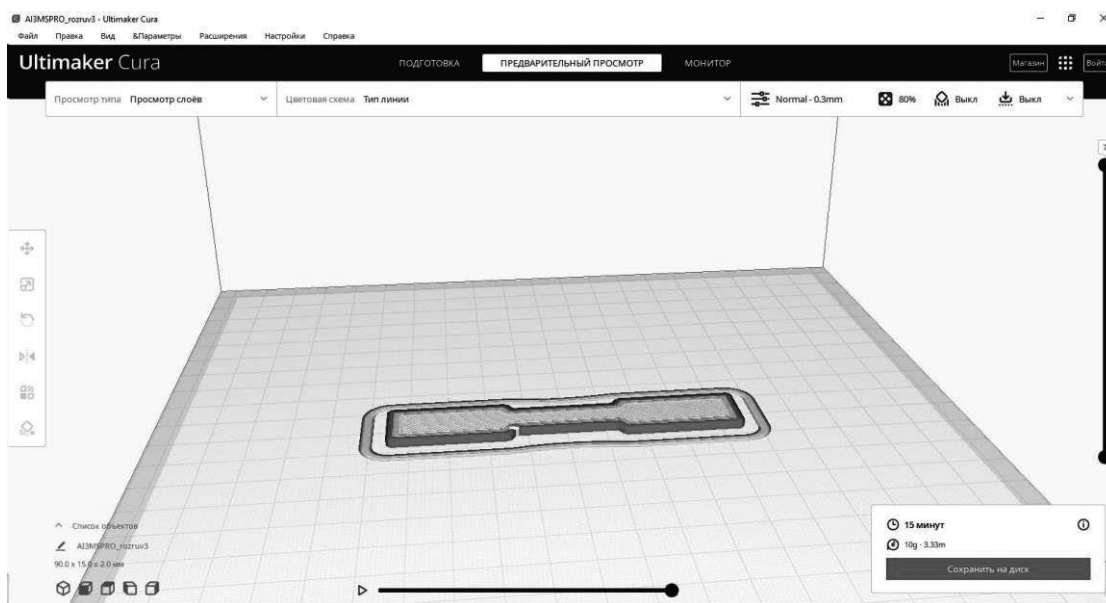 AI3MSPRO_rozruv3 - Ultimaker Cura
Файл Правка Вид &Параметры Расширения Настройки Справка
Ultimaker Cura ПОДГОТОВКА ПРЕДВАРИТЕЛЬНЫЙ ПРОСМОТР МОНИТОР Магазин Войти
Просмотр типа Просмотр слоёв Цветовая схема Тип линии Normal - 0.3mm 80% Выкл Выкл
7
Список объектов
AI3MSPRO_rozruv3
90.0 x 15.0 x 2.0 мм
15 минут
10g · 3.33m
Сохранить на диск